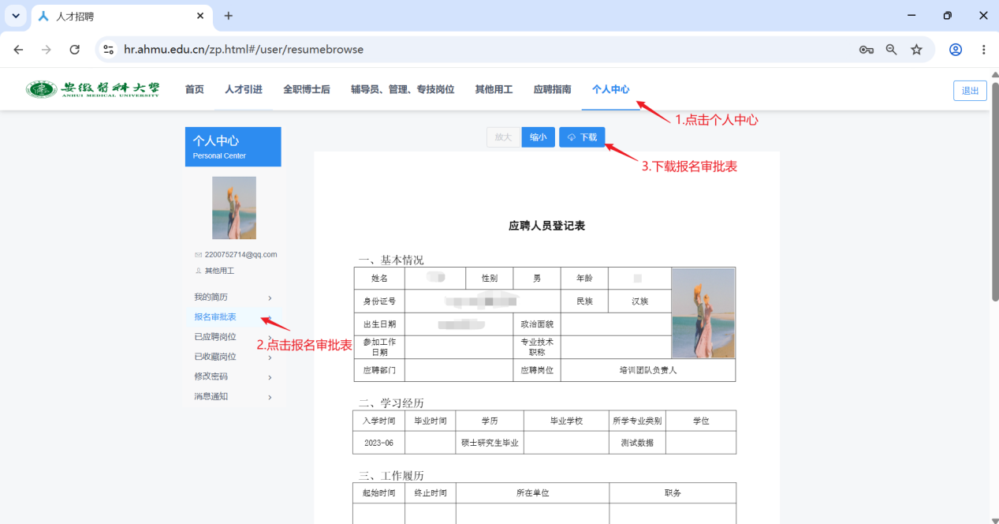 人才招聘
hr.ahmu.edu.cn/zp.html#/user/resumebrowse
安徽医科大学
ANHUI MEDICAL UNIVERSITY
首页 人才引进 全职博士后 辅导员、管理、专技岗位 其他用工 应聘指南 个人中心 退出
1.点击个人中心
个人中心
Personal Center
放大 缩小 下载
3.下载报名审批表
2200752714@qq.com
其他用工
我的简历
报名审批表
已应聘岗位
2.点击报名审批表
已收藏岗位
修改密码
消息通知
应聘人员登记表
一、基本情况
姓名 性别 男 年龄
身份证号 民族 汉族
出生日期 政治面貌
参加工作
日期
专业技术
职称
应聘部门 应聘岗位 培训团队负责人
二、学习经历
入学时间 毕业时间 学历 毕业学校 所学专业类别 学位
2023-06 硕士研究生毕业 测试数据
三、工作履历
起始时间 终止时间 所在单位 职务